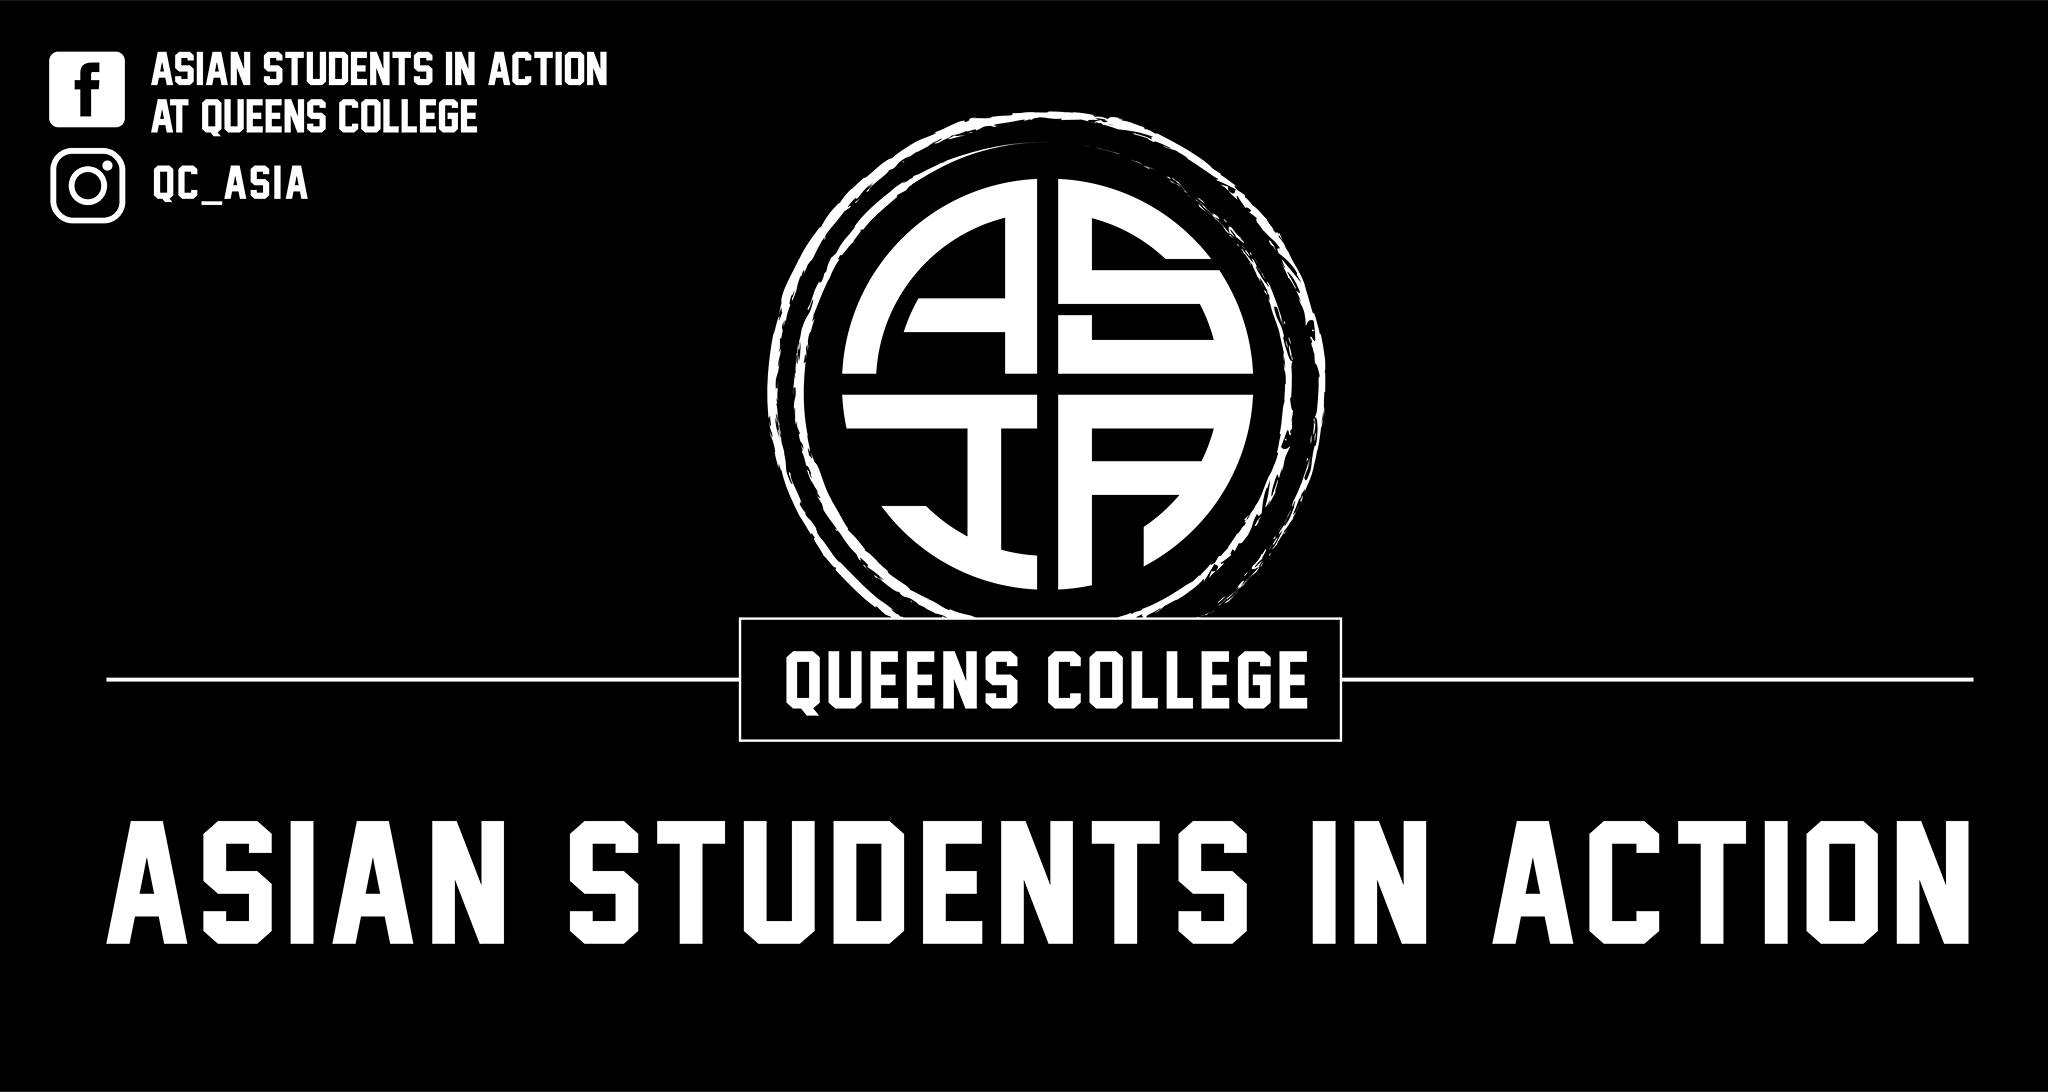 ASIAN STUDENTS IN ACTION
AT QUEENS COLLEGE
QC_ASIA
AS
IA
QUEENS COLLEGE
ASIAN STUDENTS IN ACTION